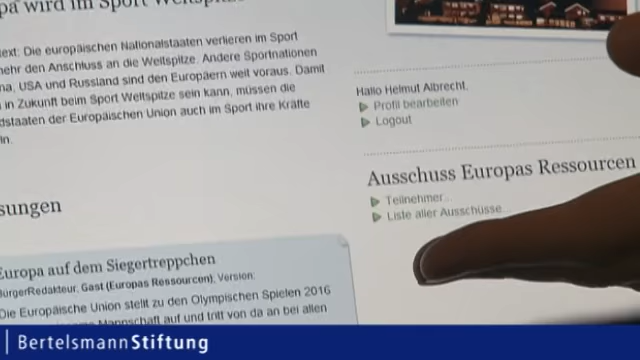 pa wird im Sport Weltspitze
ext: Die europäischen Nationalstaaten verlieren im Sport
mehr den Anschluss an die Weltspitze. Andere Sportnationen
na, USA und Russland sind den Europäern weit voraus. Damit
in Zukunft beim Sport Weltspitze sein kann, müssen die
dstaaten der Europäischen Union auch im Sport ihre Kräfte
in.
sungen
Europa auf dem Siegertreppchen
BürgerRedakteur, Gast (Europas Ressourcen), Version:
Die Europäische Union stellt zu den Olympischen Spielen 2016
Mannschaft auf und tritt von da an bei allen
Hallo Helmut Albrecht.
Profil bearbeiten
Logout
Ausschuss Europas Ressourcen
Teilnehmer
Liste aller Ausschüsse
BertelsmannStiftung